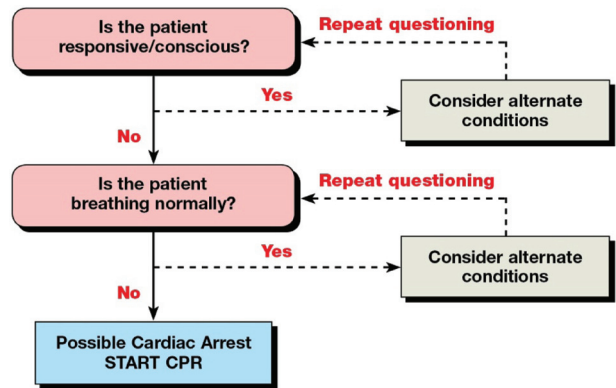 Is the patient
responsive/conscious?
Repeat questioning
Yes
Consider alternate
conditions
No
Is the patient
breathing normally?
Repeat questioning
Yes
Consider alternate
conditions
No
Possible Cardiac Arrest
START CPR